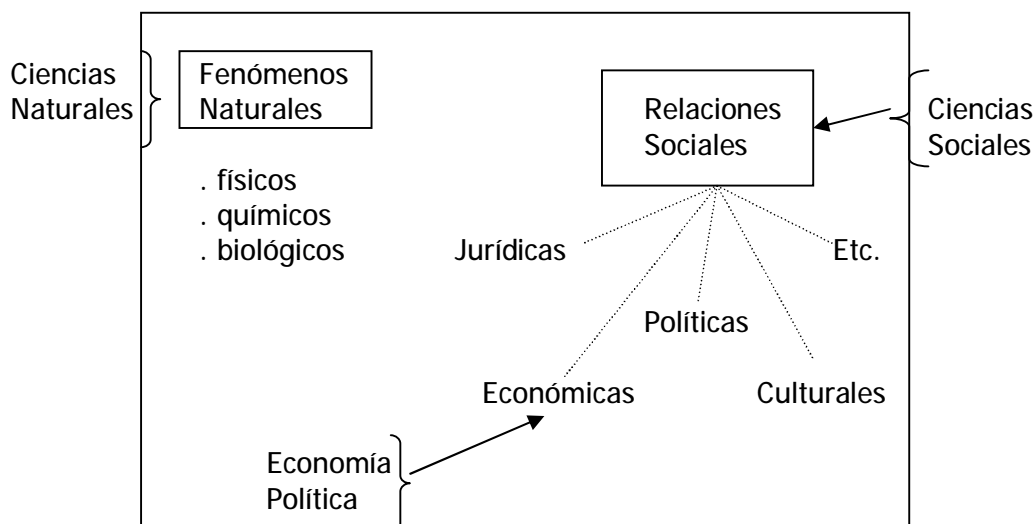 Ciencias
Naturales
Fenómenos
Naturales
. físicos
. químicos
. biológicos
Relaciones
Sociales
Ciencias
Sociales
Jurídicas
Etc.
Políticas
Económicas
Culturales
Economía
Política